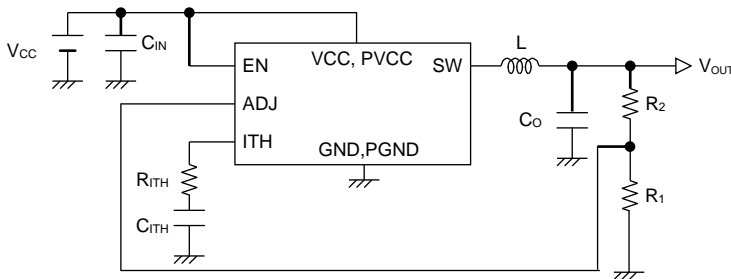 VCC
CIN
EN
VCC, PVCC
SW
L
VOUT
ADJ
R2
CO
ITH
GND,PGND
RITH
R1
CITH